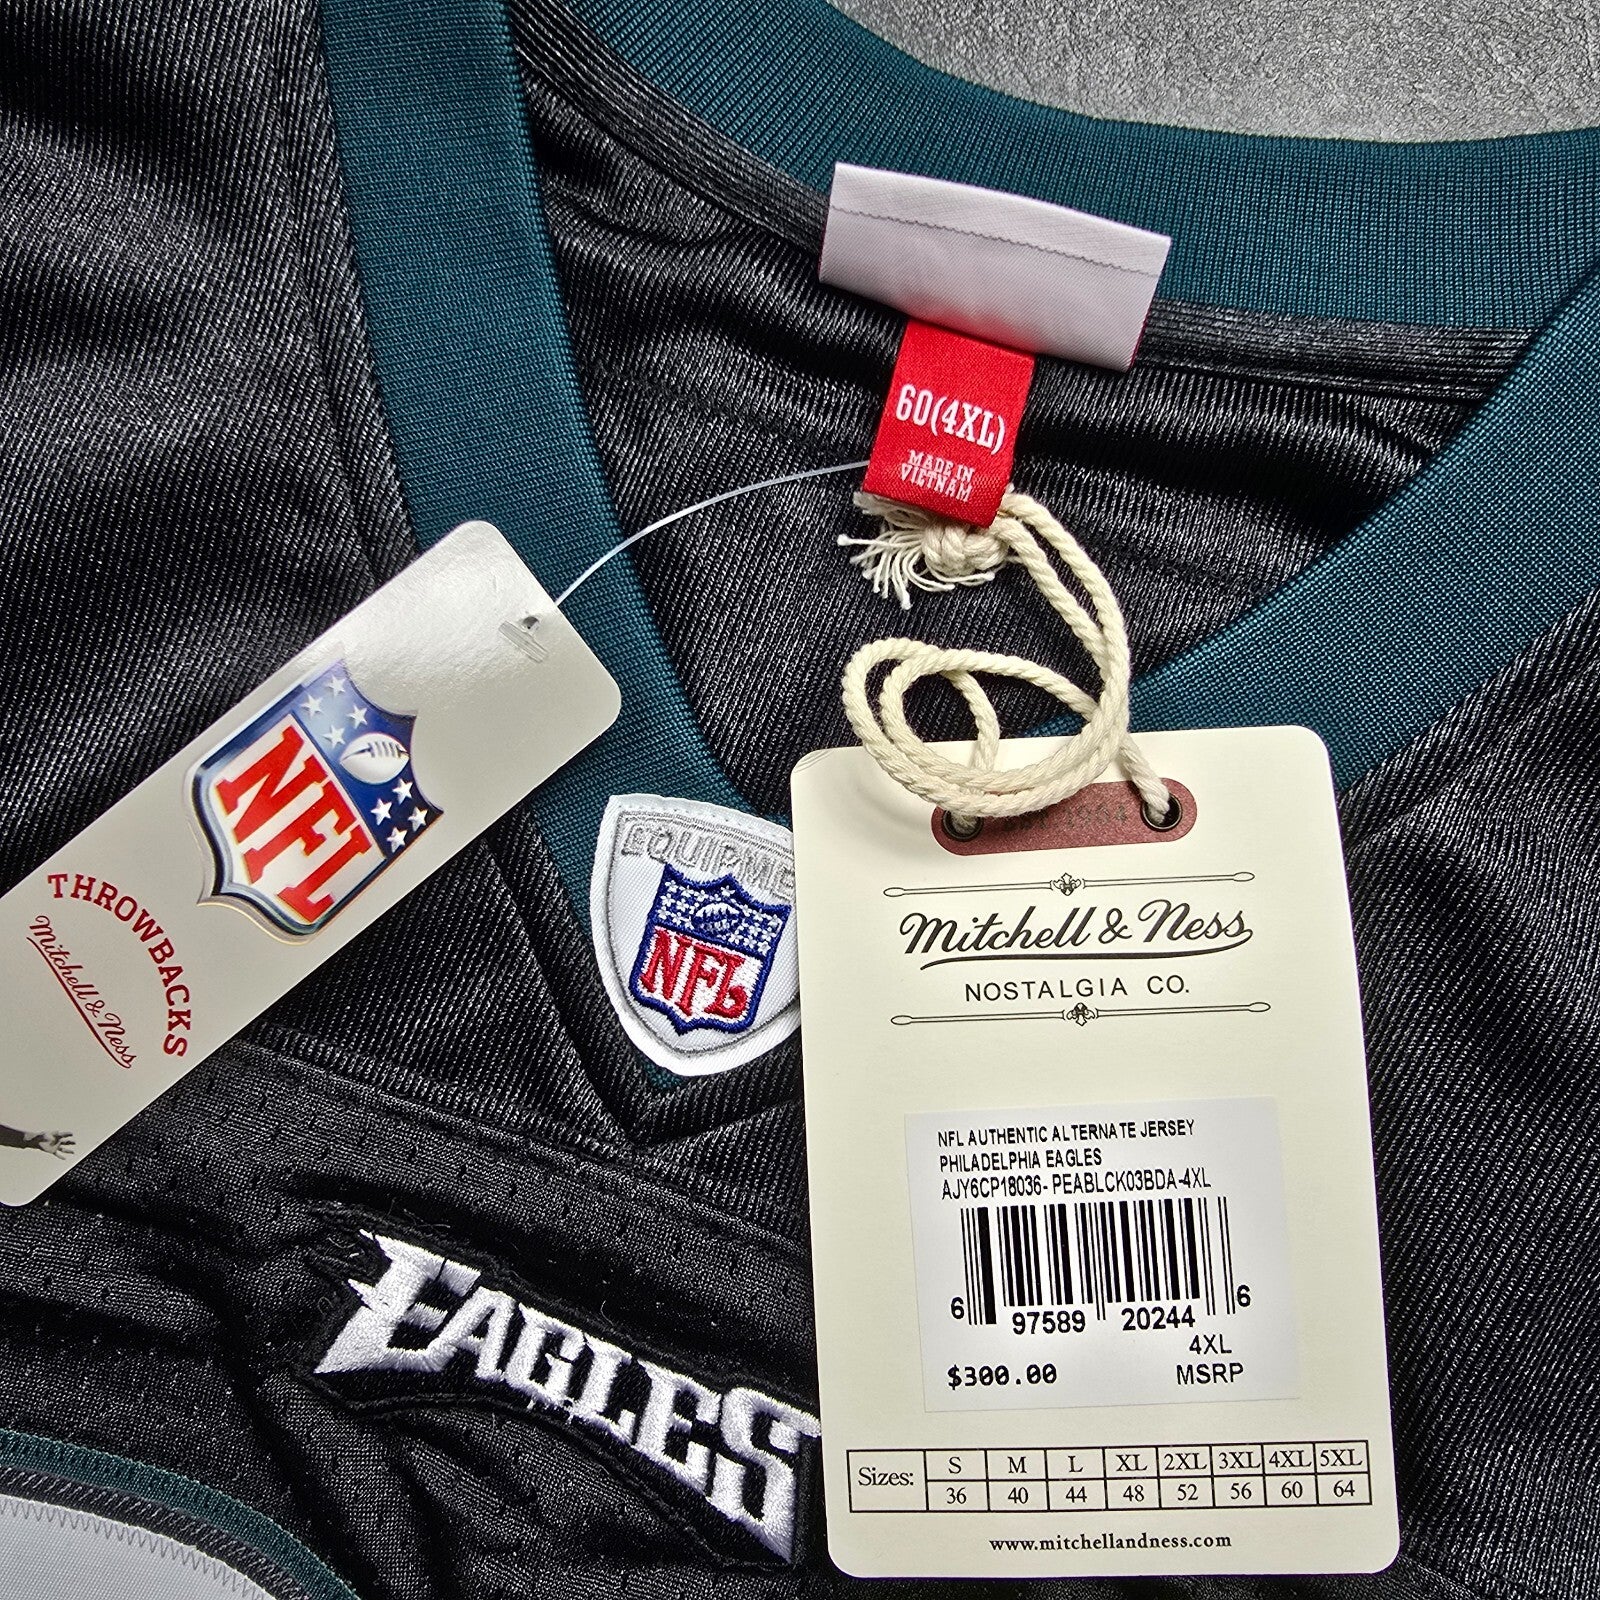 60(4XL)
MADE IN
VIETNAM
NFL
THROWBACKS
Mitchell & Ness
EQUIPME
NFL
EAGLES
1904
Mitchell & Ness
NOSTALGIA CO.
NFL AUTHENTIC ALTERNATE JERSEY
PHILADELPHIA EAGLES
AJY6CP18036- PEABLCK03BDA-4XL
6 97589 20244 6
4XL
$300.00 MSRP
Sizes: S M L XL 2XL 3XL 4XL 5XL
36 40 44 48 52 56 60 64
www.mitchellandness.com